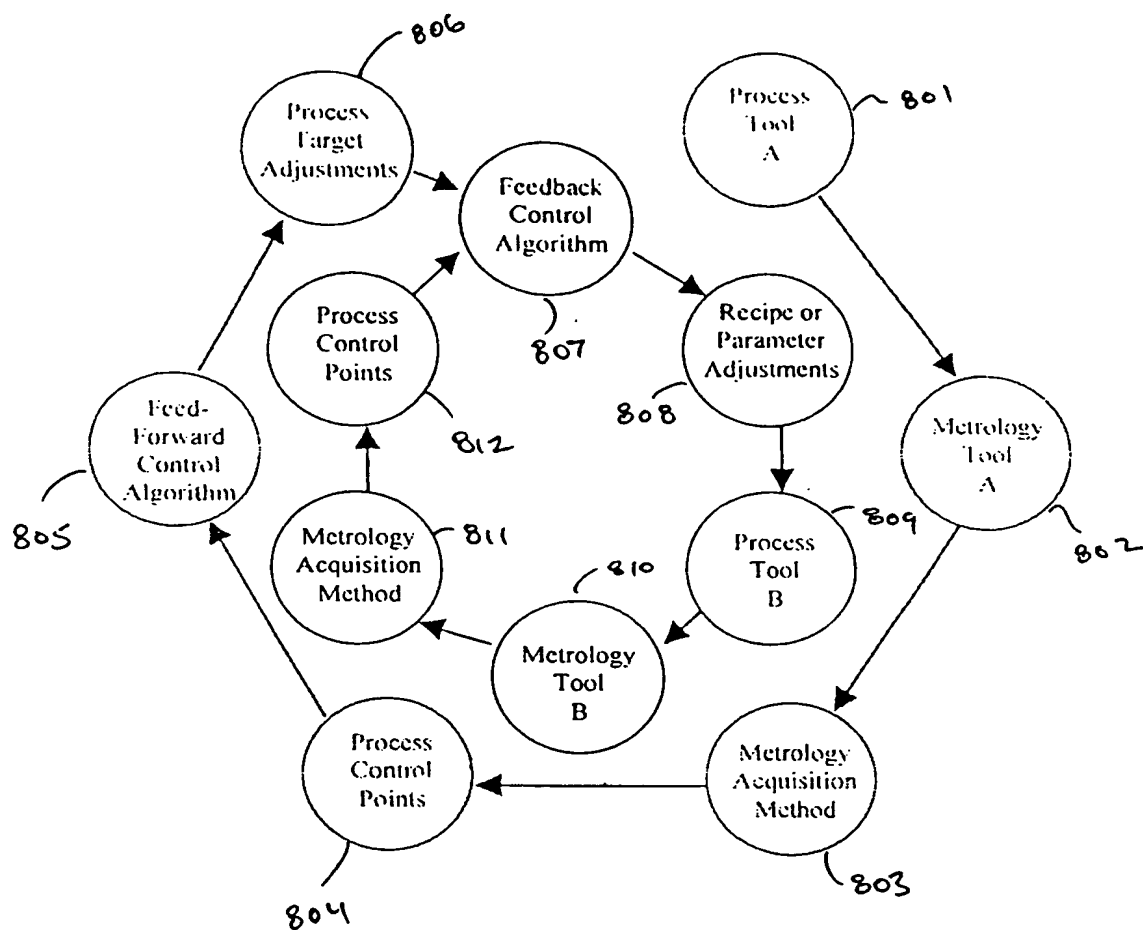 806
Process
Target
Adjustments
Process
Tool
A
801
Feedback
Control
Algorithm
807
Process
Control
Points
812
Recipe or
Parameter
Adjustments
808
Feed-
Forward
Control
Algorithm
805
Metrology
Tool
A
802
Metrology
Acquisition
Method
811
Process
Tool
B
809
810
Metrology
Tool
B
Process
Control
Points
804
Metrology
Acquisition
Method
803